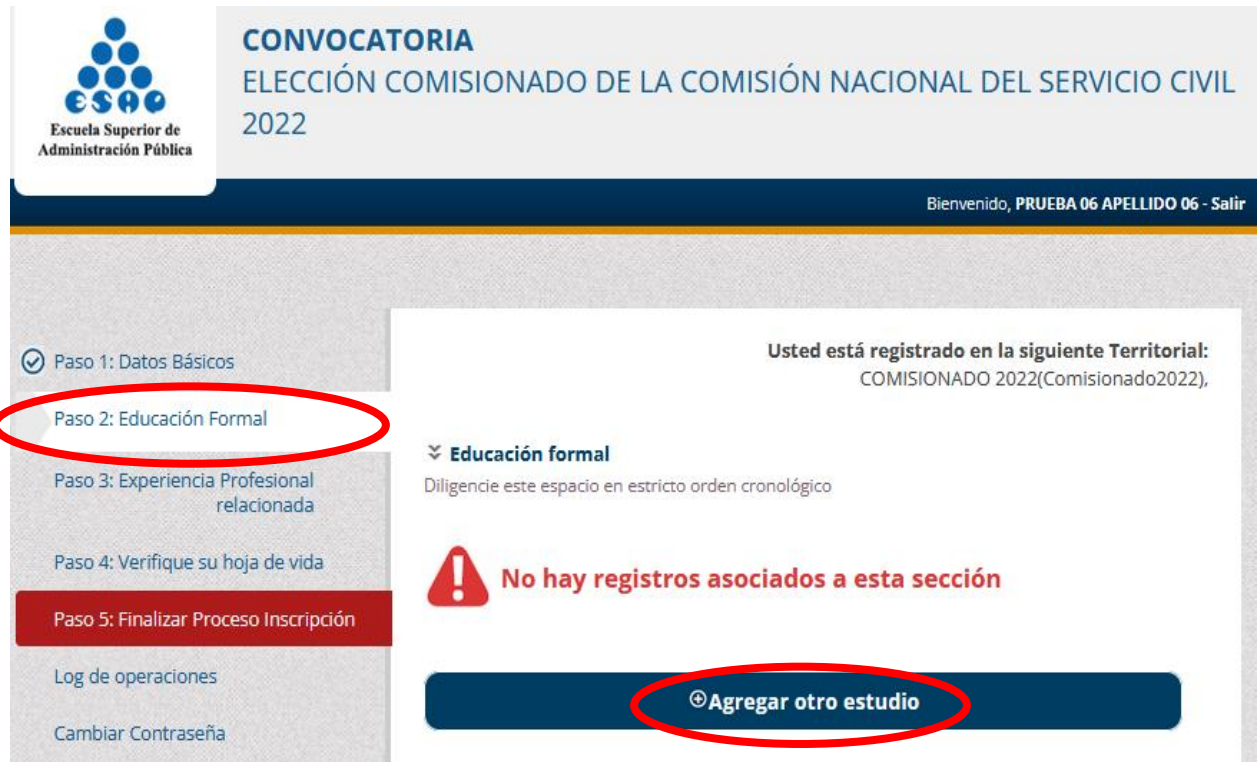 esap
Escuela Superior de
Administración Pública
CONVOCATORIA
ELECCIÓN COMISIONADO DE LA COMISIÓN NACIONAL DEL SERVICIO CIVIL
2022
Bienvenido, PRUEBA 06 APELLIDO 06 - Salir
Paso 1: Datos Básicos
Paso 2: Educación Formal
Paso 3: Experiencia Profesional
relacionada
Paso 4: Verifique su hoja de vida
Paso 5: Finalizar Proceso Inscripción
Log de operaciones
Cambiar Contraseña
Usted está registrado en la siguiente Territorial:
COMISIONADO 2022(Comisionado2022),
Educación formal
Diligencie este espacio en estricto orden cronológico
No hay registros asociados a esta sección
Agregar otro estudio